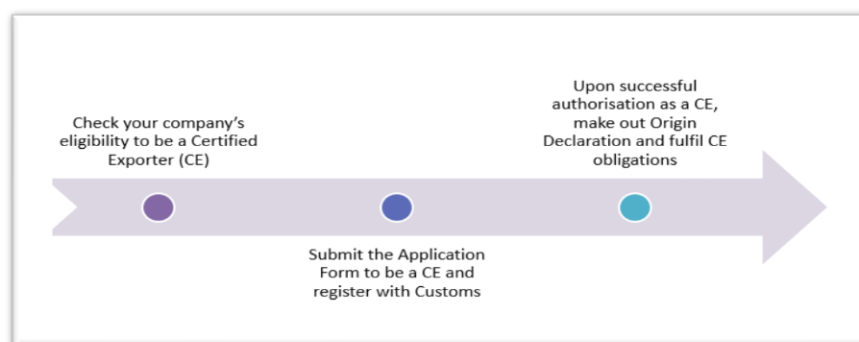 Check your company's
eligibility to be a Certified
Exporter (CE)
Submit the Application
Form to be a CE and
register with Customs
Upon successful
authorisation as a CE,
make out Origin
Declaration and fulfil CE
obligations